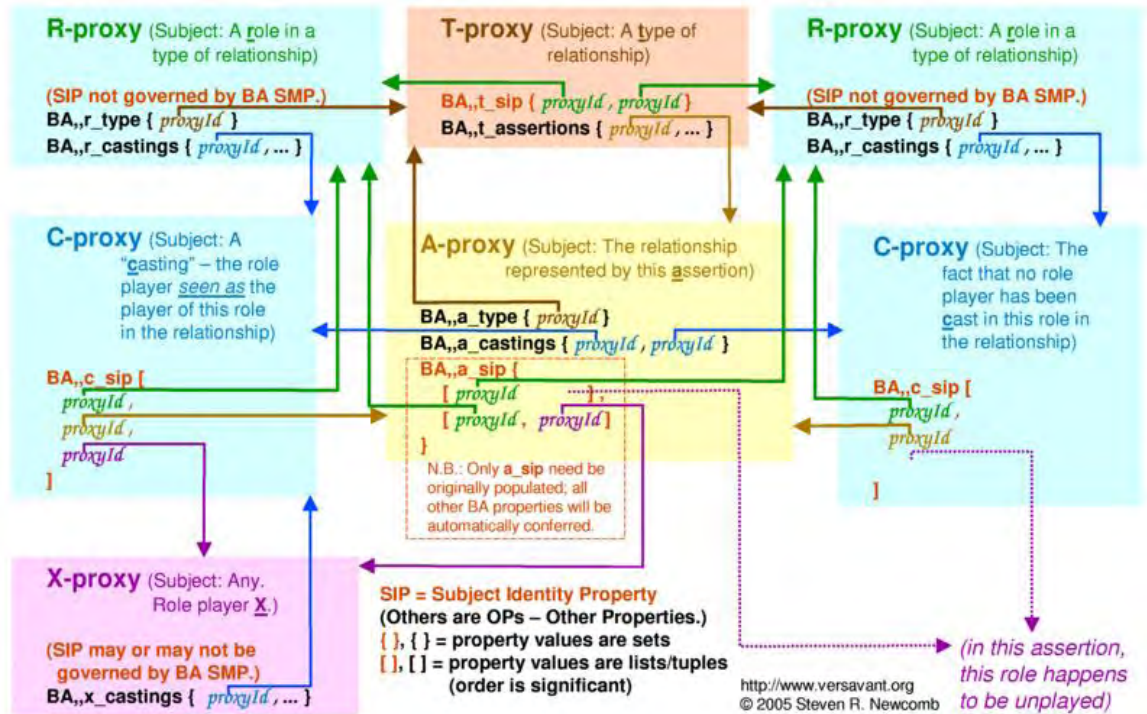 R-proxy (Subject: A role in a
type of relationship)
(SIP not governed by BA SMP.)
BA,,r_type { proxyId }
BA,,r_castings { proxyId , ... }
T-proxy (Subject: A type of
relationship)
BA,,t_sip { proxyId , proxyId }
BA,,t_assertions { proxyId , ... }
R-proxy (Subject: A role in a
type of relationship)
(SIP not governed by BA SMP.)
BA,,r_type { proxyId }
BA,,r_castings { proxyId , ... }
C-proxy (Subject: A
“casting” – the role
player seen as the
player of this role
in the relationship)
BA,,c_sip [
proxyId ,
proxyId ,
proxyId
]
A-proxy (Subject: The relationship
represented by this assertion)
BA,,a_type { proxyId }
BA,,a_castings { proxyId , proxyId }
BA,,a_sip {
[ proxyId ] ,
[ proxyId , proxyId ]
}
N.B.: Only a_sip need be
originally populated; all
other BA properties will be
automatically conferred.
C-proxy (Subject: The
fact that no role
player has been
cast in this role in
the relationship)
BA,,c_sip [
proxyId ,
proxyId
]
X-proxy (Subject: Any.
Role player X.)
(SIP may or may not be
governed by BA SMP.)
BA,,x_castings { proxyId , ... }
SIP = Subject Identity Property
(Others are OPs – Other Properties.)
{ }, { } = property values are sets
[ ], [ ] = property values are lists/tuples
(order is significant)
http://www.versavant.org
© 2005 Steven R. Newcomb
(in this assertion,
this role happens
to be unplayed)